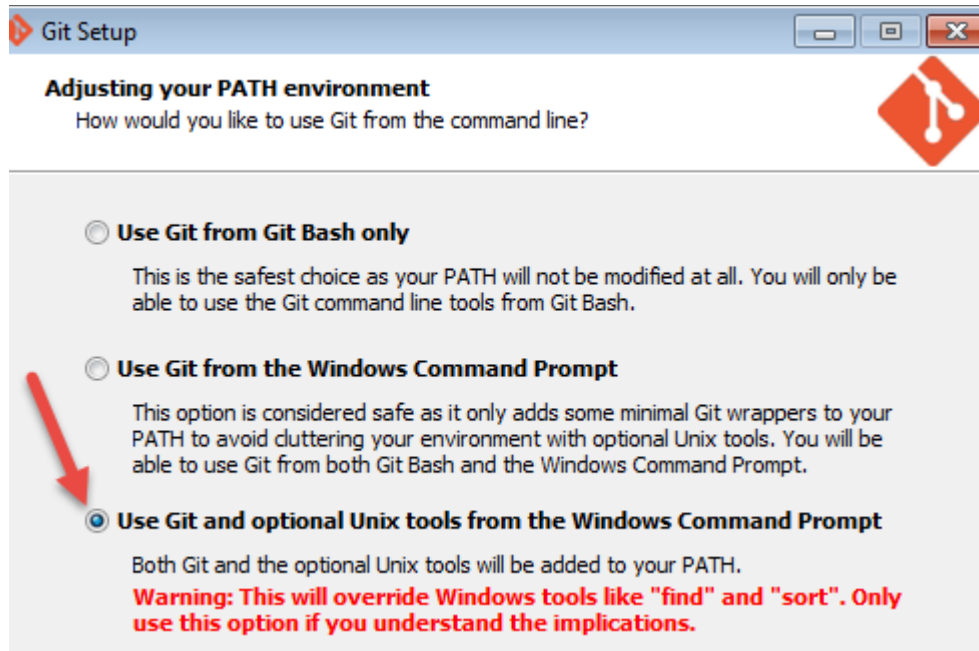 Git Setup
Adjusting your PATH environment
How would you like to use Git from the command line?
Use Git from Git Bash only
This is the safest choice as your PATH will not be modified at all. You will only be
able to use the Git command line tools from Git Bash.
Use Git from the Windows Command Prompt
This option is considered safe as it only adds some minimal Git wrappers to your
PATH to avoid cluttering your environment with optional Unix tools. You will be
able to use Git from both Git Bash and the Windows Command Prompt.
Use Git and optional Unix tools from the Windows Command Prompt
Both Git and the optional Unix tools will be added to your PATH.
Warning: This will override Windows tools like "find" and "sort". Only
use this option if you understand the implications.